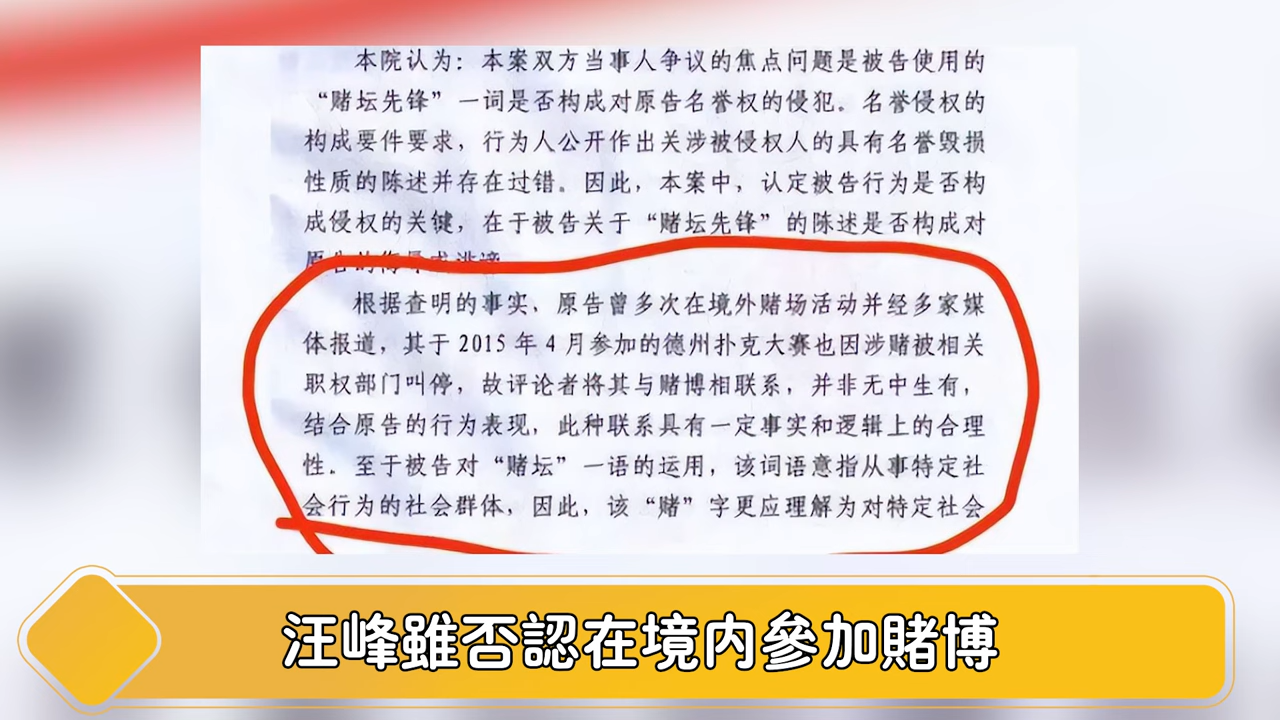 本院认为：本案双方当事人争议的焦点问题是被告使用的
“赌坛先锋”一词是否构成对原告名誉权的侵犯。名誉侵权的
构成要件要求，行为人公开作出关涉被侵权人的具有名誉毁损
性质的陈述并存在过错。因此，本案中，认定被告行为是否构
成侵权的关键，在于被告关于“赌坛先锋”的陈述是否构成对
原告的侮辱或诽谤
根据查明的事实，原告曾多次在境外赌场活动并经多家媒
体报道，其于 2015 年 4 月参加的德州扑克大赛也因涉赌被相关
职权部门叫停，故评论者将其与赌博相联系，并非无中生有，
结合原告的行为表现，此种联系具有一定事实和逻辑上的合理
性。至于被告对“赌坛”一语的运用，该词语意指从事特定社
会行为的社会群体，因此，该“赌”字更应理解为对特定社会
汪峰雖否認在境内參加賭博